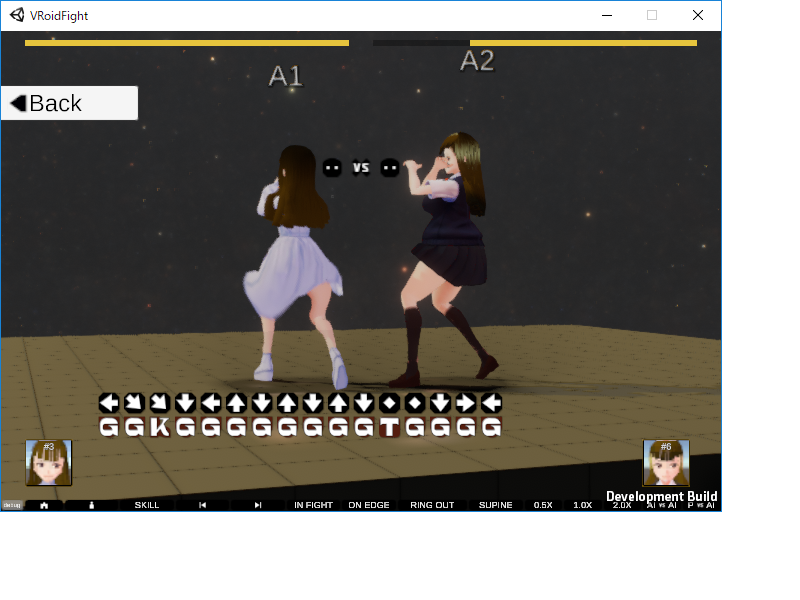 VRoidFight
A1
A2
Back
VS
G G K G G G G G G G G T G G G G
#3
#6
Development Build
debug
SKILL
IN FIGHT
ON EDGE
RING OUT
SUPINE
0.5X
1.0X
2.0X
AI vs AI
P vs AI